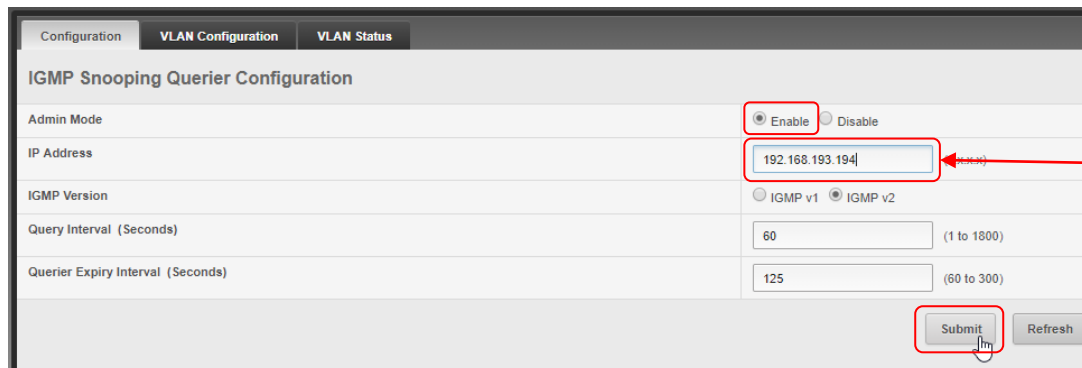 Configuration VLAN Configuration VLAN Status
IGMP Snooping Querier Configuration
Admin Mode Enable Disable
IP Address 192.168.193.194
IGMP Version IGMP v1 IGMP v2
Query Interval (Seconds) 60 (1 to 1800)
Querier Expiry Interval (Seconds) 125 (60 to 300)
Submit Refresh